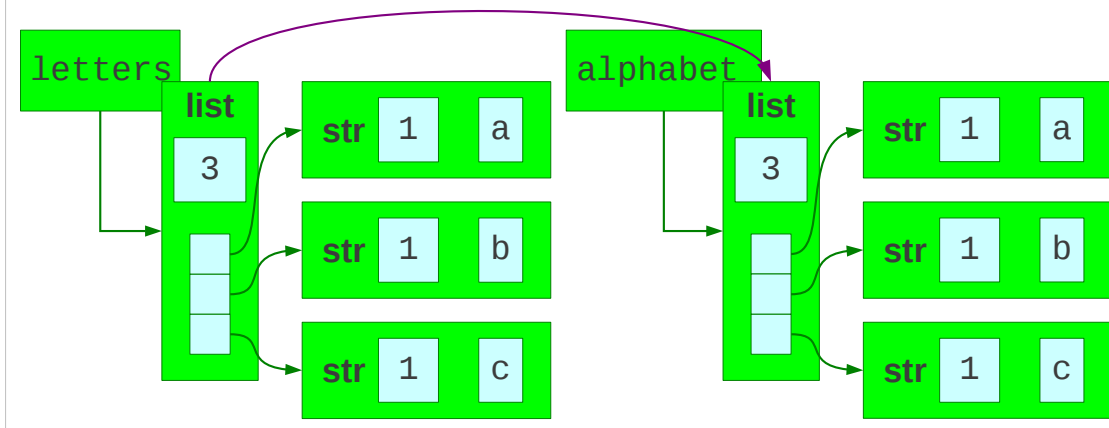 letters
list
3
str 1 a
str 1 b
str 1 c
alphabet
list
3
str 1 a
str 1 b
str 1 c